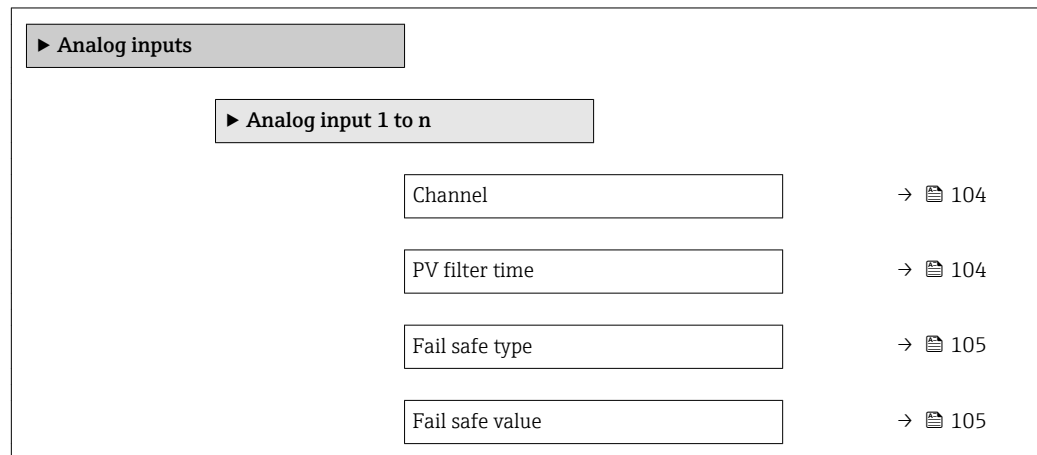 ▶ Analog inputs
▶ Analog input 1 to n
Channel → 104
PV filter time → 104
Fail safe type → 105
Fail safe value → 105